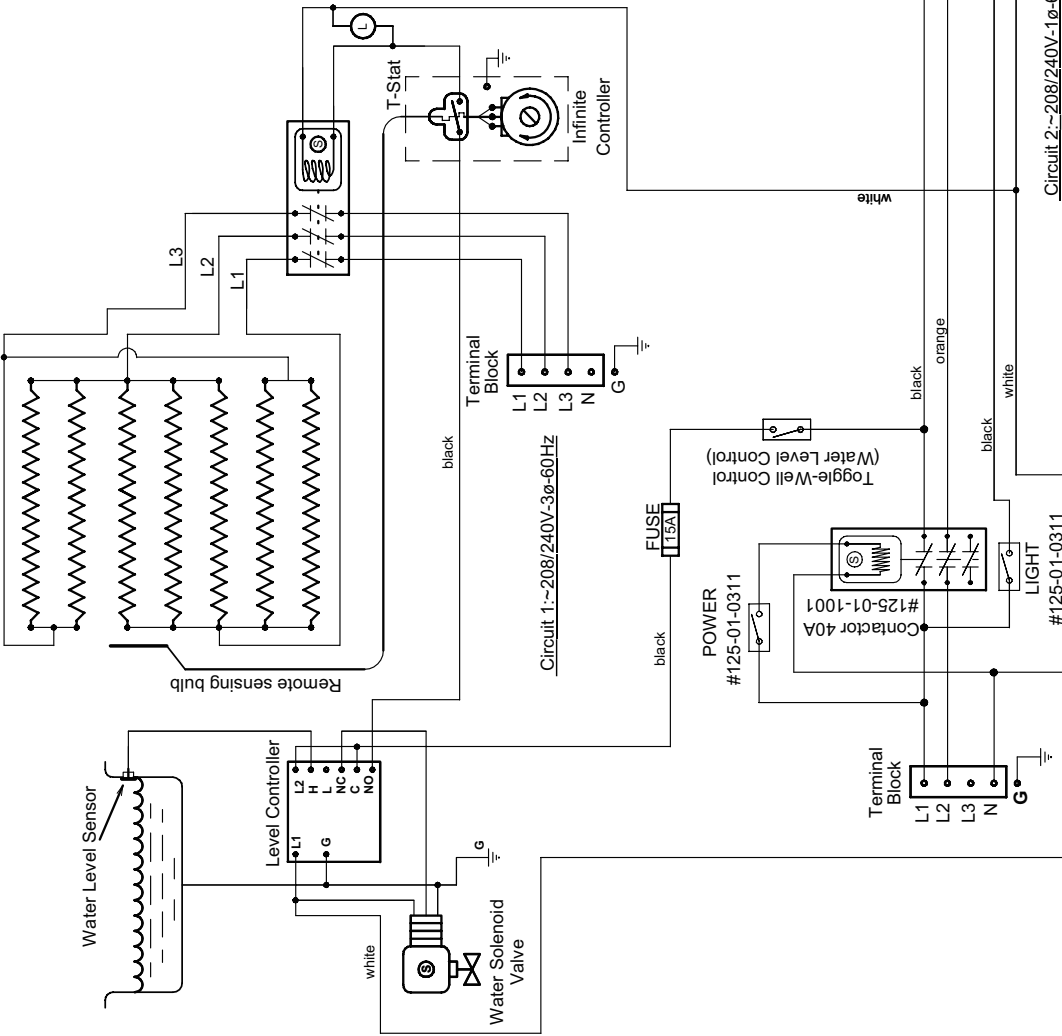 L
T-Stat
S
Infinite
Controller
L3
L2
L1
white
Circuit 2:~208/240V-1ø-6
Terminal
Block
L1
L2
L3
N
G
black
orange
black
black
white
Circuit 1:~208/240V-3ø-60Hz
Toggle-Well Control
(Water Level Control)
FUSE
15A
Remote sensing bulb
black
POWER
#125-01-0311
S
Contactor 40A
#125-01-1001
LIGHT
#125-01-0311
Water Level Sensor
Level Controller
L2
H
L
NC
C
NO
L1
G
G
Terminal
Block
L1
L2
L3
N
G
white
S
Water Solenoid
Valve